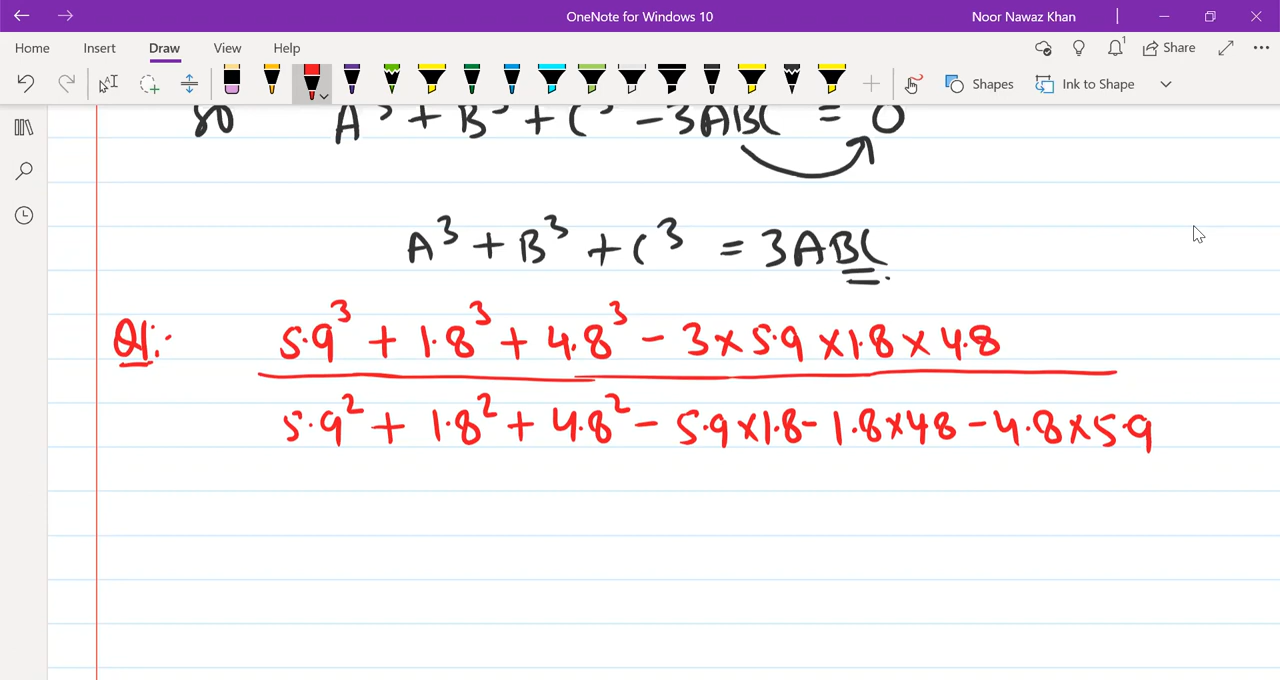 OneNote for Windows 10
Noor Nawaz Khan
Home Insert Draw View Help
1
Share
Shapes
Ink to Shape
so A³ + B³ + C³ - 3ABC = 0
A³ + B³ + C³ = 3ABC.
Q1:- 5.9³ + 1.8³ + 4.8³ - 3 × 5.9 × 1.8 × 4.8
5.9² + 1.8² + 4.8² - 5.9 × 1.8 - 1.8 × 48 - 4.8 × 5.9